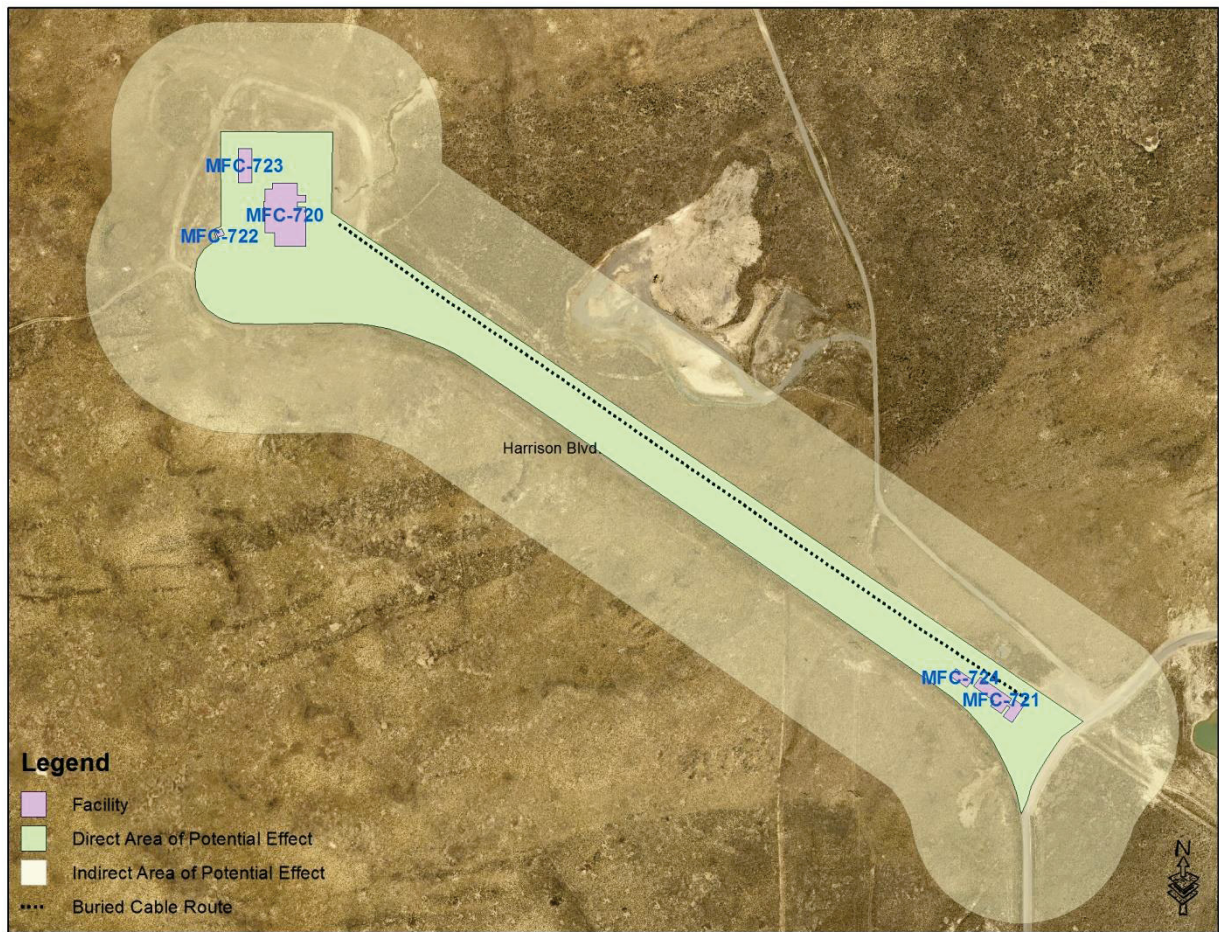 MFC-723
MFC-720
MFC-722
Harrison Blvd.
MFC-724
MFC-721
Legend
Facility
Direct Area of Potential Effect
Indirect Area of Potential Effect
Buried Cable Route
N